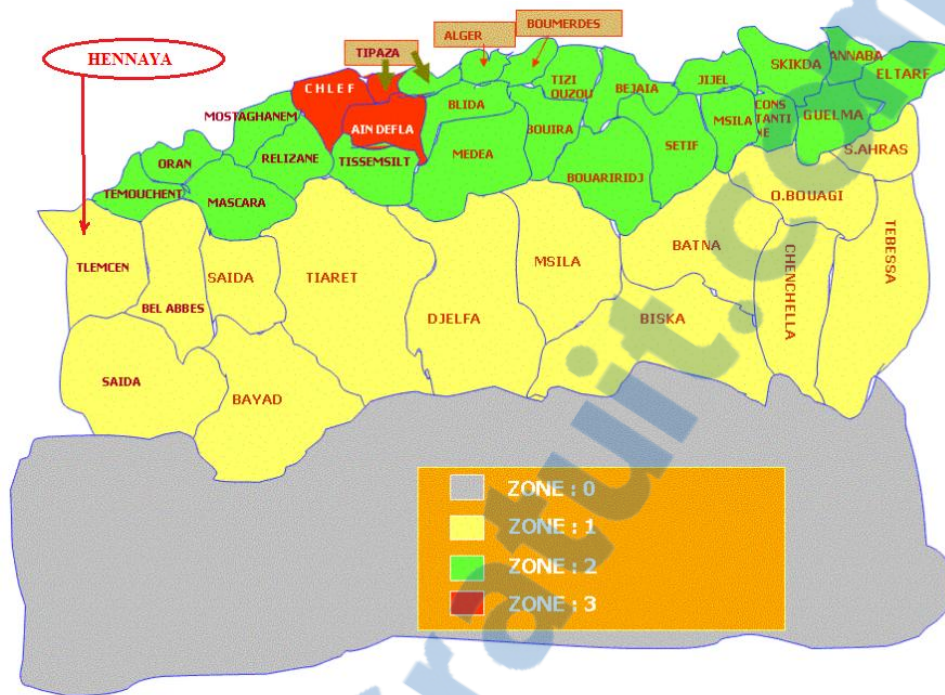 HENNAYA
TIPAZA
ALGER
BOUMERDES
CHLEF
AIN DEFLA
BLIDA
TIZI
OUZOU
BEJAIA
JIJEL
SKIKDA
ANNABA
ELTARF
MOSTAGHANEM
RELIZANE
TISSEMSILT
MEDEA
BOUIRA
BOUARIRIDJ
SETIF
MSILA
CONS
TANTI
NE
GUELMA
S.AHRAS
ORAN
TEMOUCHENT
MASCARA
O.BOUAGI
TLEMCEN
BEL ABBES
SAIDA
TIARET
DJELFA
MSILA
BATNA
BISKA
CHENCHELLA
TEBESSA
SAIDA
BAYAD
ZONE : 0
ZONE : 1
ZONE : 2
ZONE : 3